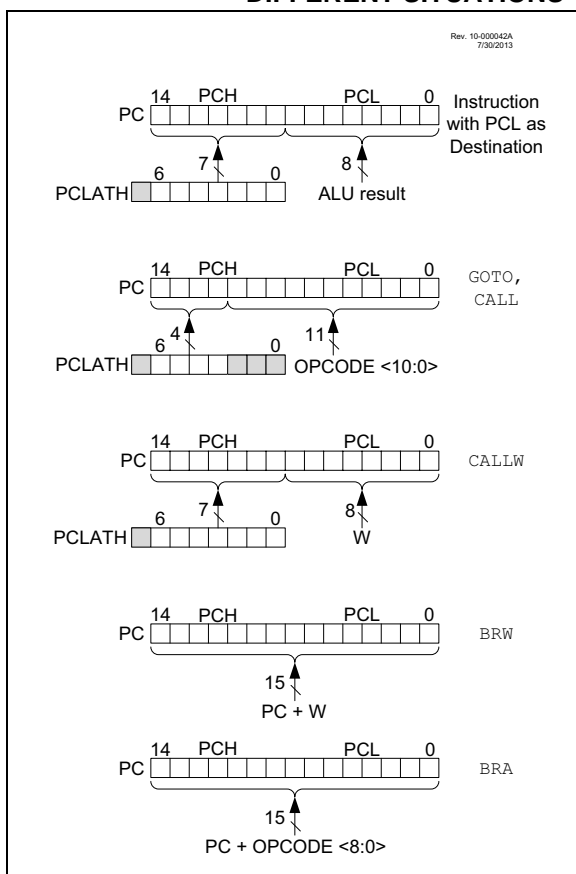 DIFFERENT SITUATIONS
Rev. 10-000042A
7/30/2013
14 PCH PCL 0
PC
Instruction
with PCL as
Destination
7 8
6 0
PCLATH
ALU result
14 PCH PCL 0
PC
GOTO,
CALL
4 11
6 0
PCLATH
OPCODE <10:0>
14 PCH PCL 0
PC
CALLW
7 8
6 0
PCLATH
W
14 PCH PCL 0
PC
BRW
15
PC + W
14 PCH PCL 0
PC
BRA
15
PC + OPCODE <8:0>